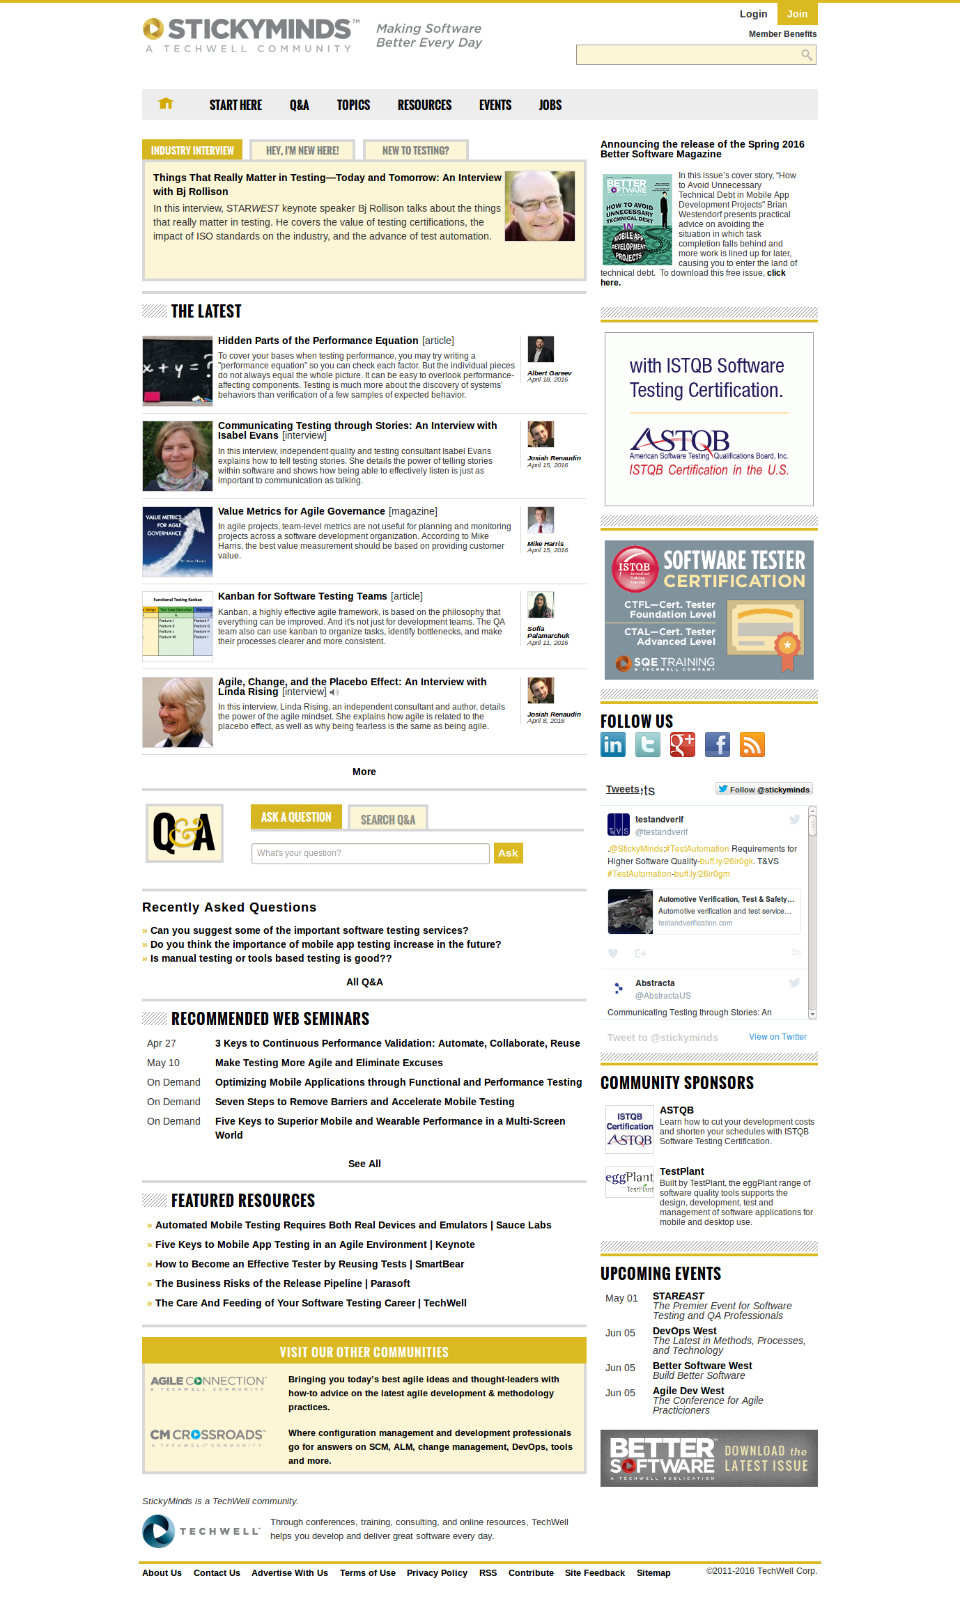 STICKYMINDS™
A TECHWELL COMMUNITY
Making Software
Better Every Day
Login
Join
Member Benefits
START HERE
Q&A
TOPICS
RESOURCES
EVENTS
JOBS
INDUSTRY INTERVIEW
HEY, I'M NEW HERE!
NEW TO TESTING?
Things That Really Matter in Testing—Today and Tomorrow: An Interview
with Bj Rollison
In this interview, STARWEST keynote speaker Bj Rollison talks about the things
that really matter in testing. He covers the value of testing certifications, the
impact of ISO standards on the industry, and the advance of test automation.
THE LATEST
x + y = ?
Hidden Parts of the Performance Equation [article]
To cover your bases when testing performance, you may try writing a
"performance equation" so you can check each factor. But the individual pieces
do not always equal the whole picture. It can be easy to overlook performance-
affecting components. Testing is much more about the discovery of systems'
behaviors than verification of a few samples of expected behavior.
Albert Gareev
April 18, 2016
Communicating Testing through Stories: An Interview with
Isabel Evans [interview]
In this interview, independent quality and testing consultant Isabel Evans
explains how to tell testing stories. She details the power of telling stories
within software and shows how being able to effectively listen is just as
important to communication as talking.
Josiah Renaudin
April 15, 2016
VALUE METRICS
FOR AGILE
GOVERNANCE
Value Metrics for Agile Governance [magazine]
In agile projects, team-level metrics are not useful for planning and monitoring
projects across a software development organization. According to Mike
Harris, the best value measurement should be based on providing customer
value.
Mike Harris
April 15, 2016
Functional Testing Kanban
Kanban for Software Testing Teams [article]
Kanban, a highly effective agile framework, is based on the philosophy that
everything can be improved. And it's not just for development teams. The QA
team also can use kanban to organize tasks, identify bottlenecks, and make
their processes clearer and more consistent.
Sofía
Palamarchuk
April 11, 2016
Agile, Change, and the Placebo Effect: An Interview with
Linda Rising [interview]
In this interview, Linda Rising, an independent consultant and author, details
the power of the agile mindset. She explains how agile is related to the
placebo effect, as well as why being fearless is the same as being agile.
Josiah Renaudin
April 8, 2016
More
Q&A
ASK A QUESTION
SEARCH Q&A
What's your question?
Ask
Recently Asked Questions
» Can you suggest some of the important software testing services?
» Do you think the importance of mobile app testing increase in the future?
» Is manual testing or tools based testing is good??
All Q&A
RECOMMENDED WEB SEMINARS
Apr 27 3 Keys to Continuous Performance Validation: Automate, Collaborate, Reuse
May 10 Make Testing More Agile and Eliminate Excuses
On Demand Optimizing Mobile Applications through Functional and Performance Testing
On Demand Seven Steps to Remove Barriers and Accelerate Mobile Testing
On Demand Five Keys to Superior Mobile and Wearable Performance in a Multi-Screen
World
See All
FEATURED RESOURCES
» Automated Mobile Testing Requires Both Real Devices and Emulators | Sauce Labs
» Five Keys to Mobile App Testing in an Agile Environment | Keynote
» How to Become an Effective Tester by Reusing Tests | SmartBear
» The Business Risks of the Release Pipeline | Parasoft
» The Care And Feeding of Your Software Testing Career | TechWell
VISIT OUR OTHER COMMUNITIES
AGILE CONNECTION™
A TECHWELL COMMUNITY
Bringing you today's best agile ideas and thought-leaders with
how-to advice on the latest agile development & methodology
practices.
CM CROSSROADS™
A TECHWELL COMMUNITY
Where configuration management and development professionals
go for answers on SCM, ALM, change management, DevOps, tools
and more.
StickyMinds is a TechWell community.
TECHWELL™
Through conferences, training, consulting, and online resources, TechWell
helps you develop and deliver great software every day.
Announcing the release of the Spring 2016
Better Software Magazine
BETTER
SOFTWARE
HOW TO AVOID
UNNECESSARY
TECHNICAL DEBT
IN
MOBILE APP
DEVELOPMENT
PROJECTS
In this issue's cover story, "How
to Avoid Unnecessary
Technical Debt in Mobile App
Development Projects" Brian
Westendorf presents practical
advice on avoiding the
situation in which task
completion falls behind and
more work is lined up for later,
causing you to enter the land of
technical debt. To download this free issue, click
here.
with ISTQB Software
Testing Certification.
ASTQB
American Software Testing Qualifications Board, Inc.
ISTQB Certification in the U.S.
ISTQB
SOFTWARE TESTER
CERTIFICATION
CTFL—Cert. Tester
Foundation Level
CTAL—Cert. Tester
Advanced Level
SQE TRAINING
A TECHWELL COMPANY
FOLLOW US
Tweets
Follow @stickyminds
testandverif
@testandverif
.@StickyMinds:#TestAutomation Requirements for
Higher Software Quality-buff.ly/26ir0gk. T&VS
#TestAutomation-buff.ly/26ir0gm
Automotive Verification, Test & Safety...
Automotive verification and test service...
testandverification.com
Abstracta
@AbstractaUS
Communicating Testing through Stories: An
Tweet to @stickyminds
View on Twitter
COMMUNITY SPONSORS
ISTQB
Certification
ASTQB
ASTQB
Learn how to cut your development costs
and shorten your schedules with ISTQB
Software Testing Certification.
eggPlant
TestPlant
TestPlant
Built by TestPlant, the eggPlant range of
software quality tools supports the
design, development, test and
management of software applications for
mobile and desktop use.
UPCOMING EVENTS
May 01 STAREAST
The Premier Event for Software
Testing and QA Professionals
Jun 05 DevOps West
The Latest in Methods, Processes,
and Technology
Jun 05 Better Software West
Build Better Software
Jun 05 Agile Dev West
The Conference for Agile
Practicioners
BETTER
SOFTWARE
A TECHWELL PUBLICATION
DOWNLOAD the
LATEST ISSUE
About Us
Contact Us
Advertise With Us
Terms of Use
Privacy Policy
RSS
Contribute
Site Feedback
Sitemap
©2011-2016 TechWell Corp.